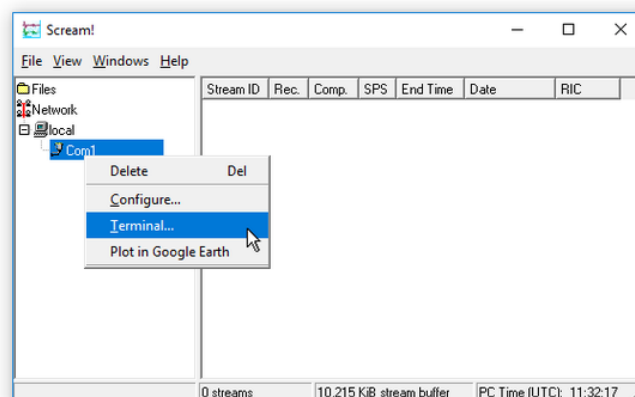 Scream!
File View Windows Help
Files
Network
local
Com1
Stream ID Rec. Comp. SPS End Time Date RIC
Delete Del
Configure...
Terminal...
Plot in Google Earth
0 streams 10,215 KiB stream buffer PC Time (UTC): 11:32:17